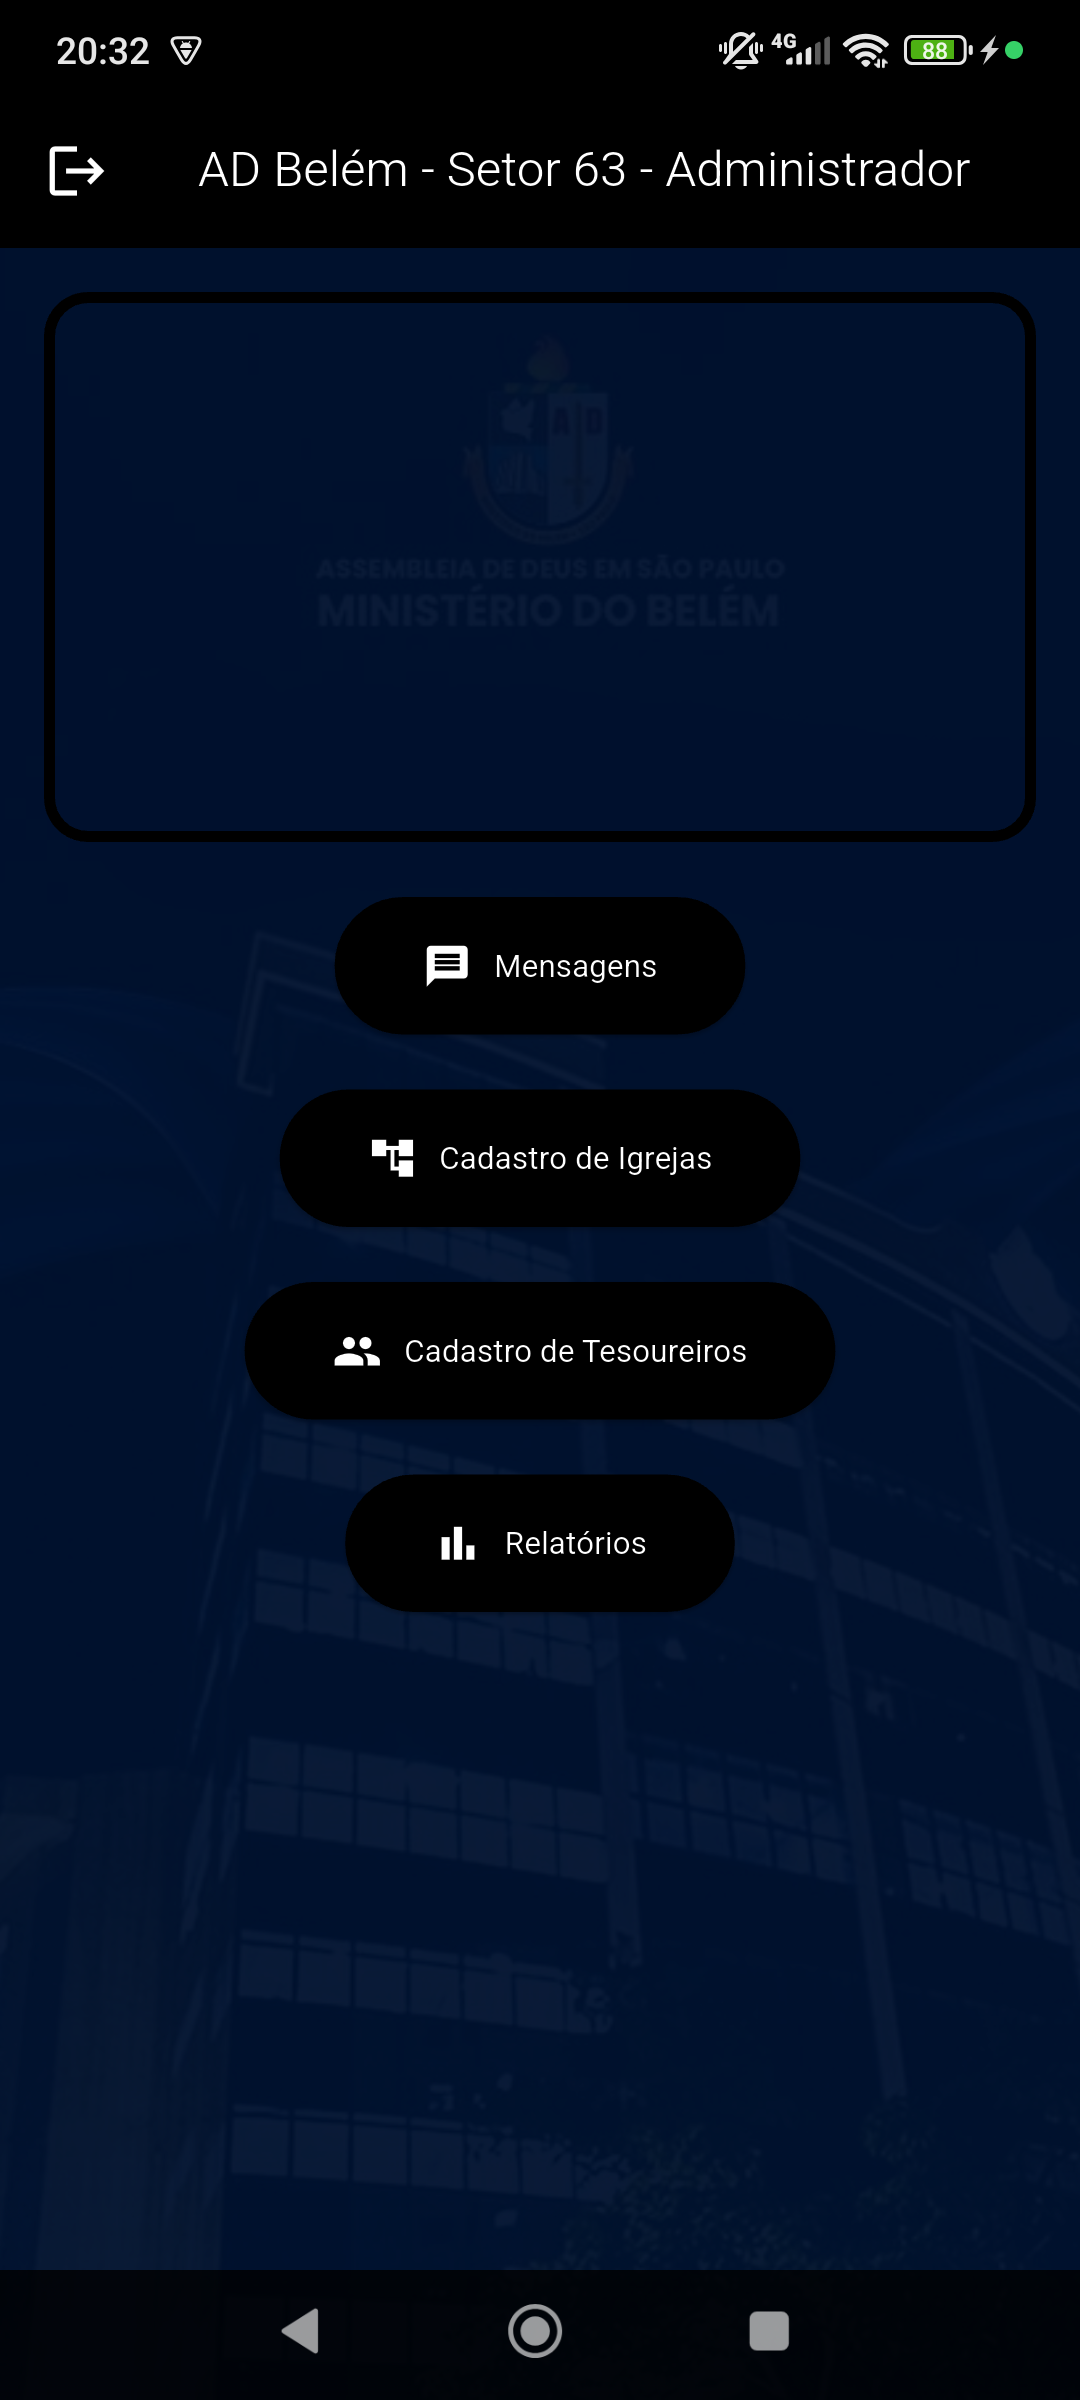 20:32
4G
88
AD Belém - Setor 63 - Administrador
A D
ASSEMBLEIA DE DEUS EM SÃO PAULO
MINISTÉRIO DO BELÉM
Mensagens
Cadastro de Igrejas
Cadastro de Tesoureiros
Relatórios